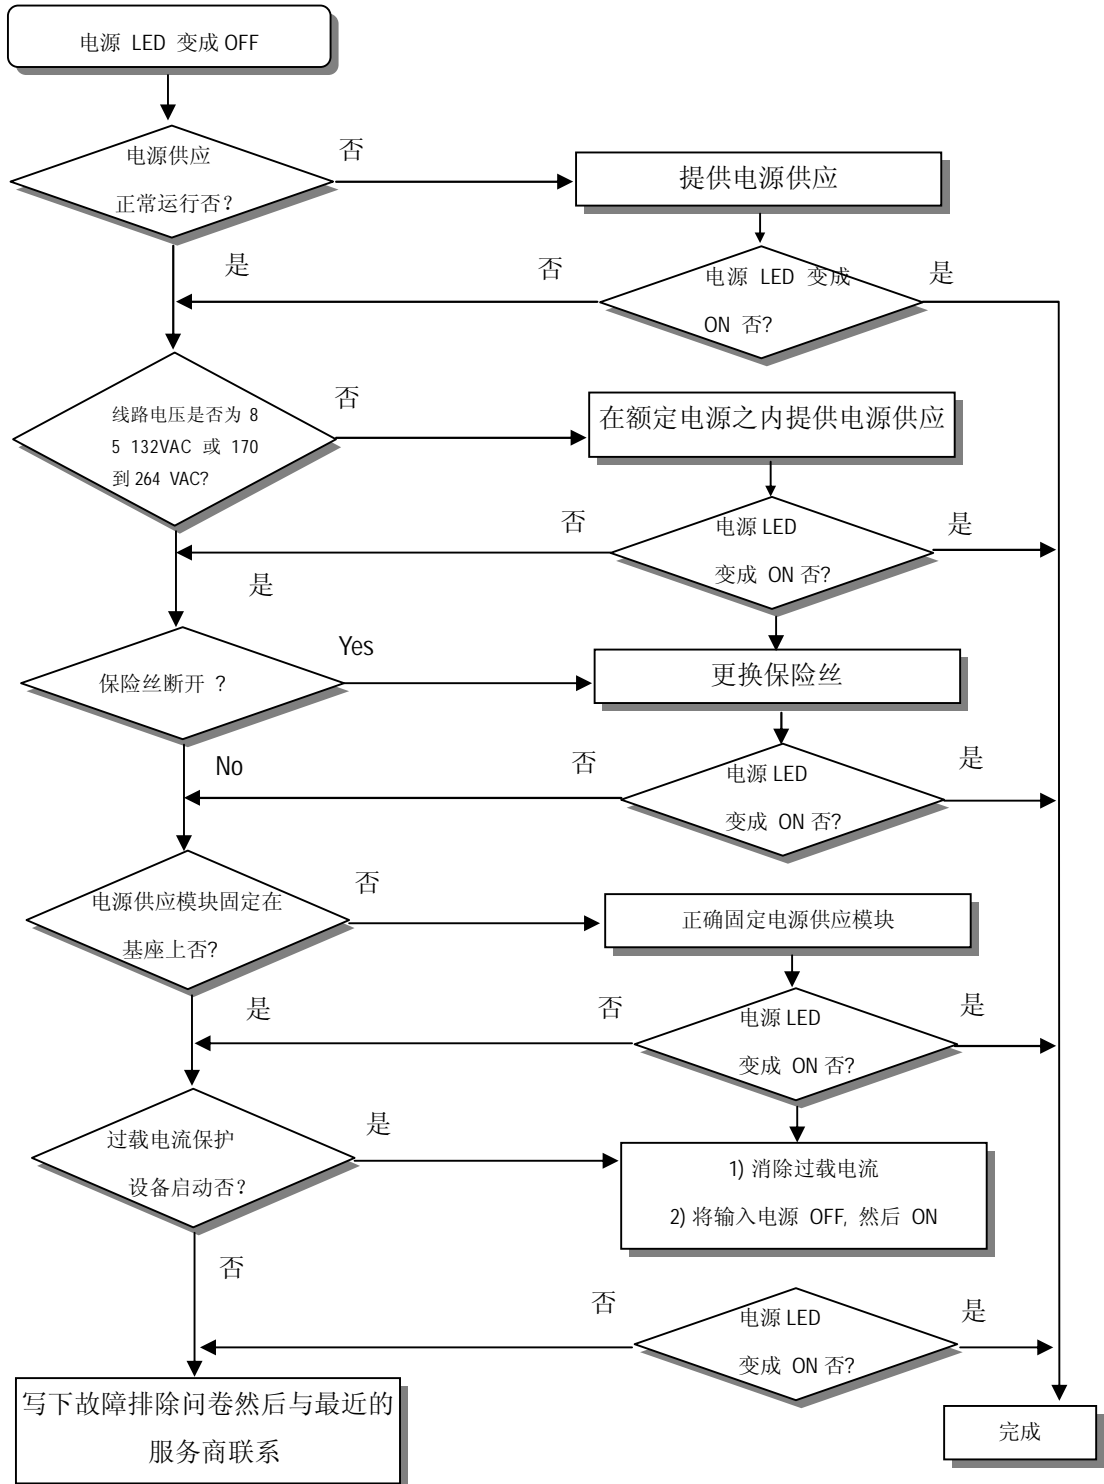 电源 LED 变成 OFF
电源供应
正常运行否?
否
提供电源供应
是
否
电源 LED 变成
ON 否?
是
线路电压是否为 8
5 132VAC 或 170
到 264 VAC?
否
在额定电源之内提供电源供应
是
否
电源 LED
变成 ON 否?
是
保险丝断开 ?
Yes
更换保险丝
No
否
电源 LED
变成 ON 否?
是
电源供应模块固定在
基座上否?
否
正确固定电源供应模块
是
否
电源 LED
变成 ON 否?
是
过载电流保护
设备启动否?
是
1) 消除过载电流
2) 将输入电源 OFF, 然后 ON
否
否
电源 LED
变成 ON 否?
是
写下故障排除问卷然后与最近的
服务商联系
完成